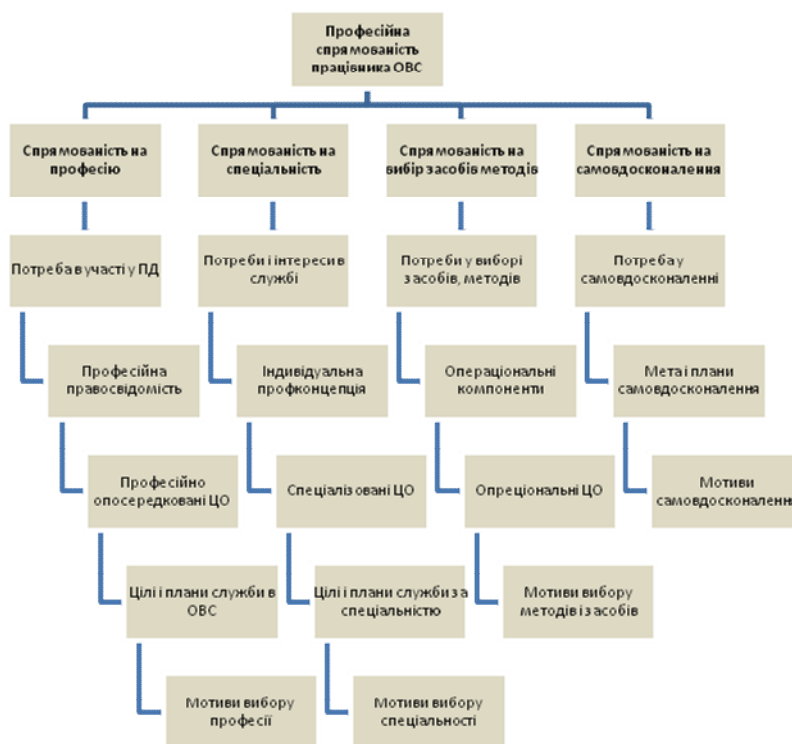 Професійна
спрямованість
працівника ОВС
Спрямованість на
професію
Спрямованість на
спеціальність
Спрямованість на
вибір засобів методів
Спрямованість на
самовдосконалення
Потреба в участі у ПД
Потреби і інтереси в
службі
Потреби у виборі
засобів, методів
Потреба у
самовдосконаленні
Професійна
правосвідомість
Індивідуальна
профконцепція
Операціональні
компоненти
Мета і плани
самовдосконалення
Професійно
опосередковані ЦО
Спеціалізовані ЦО
Опреціональні ЦО
Мотиви
самовдосконален
Цілі і плани служби в
ОВС
Цілі і плани служби за
спеціальністю
Мотиви вибору
методів і засобів
Мотиви вибору
професії
Мотиви вибору
спеціальності